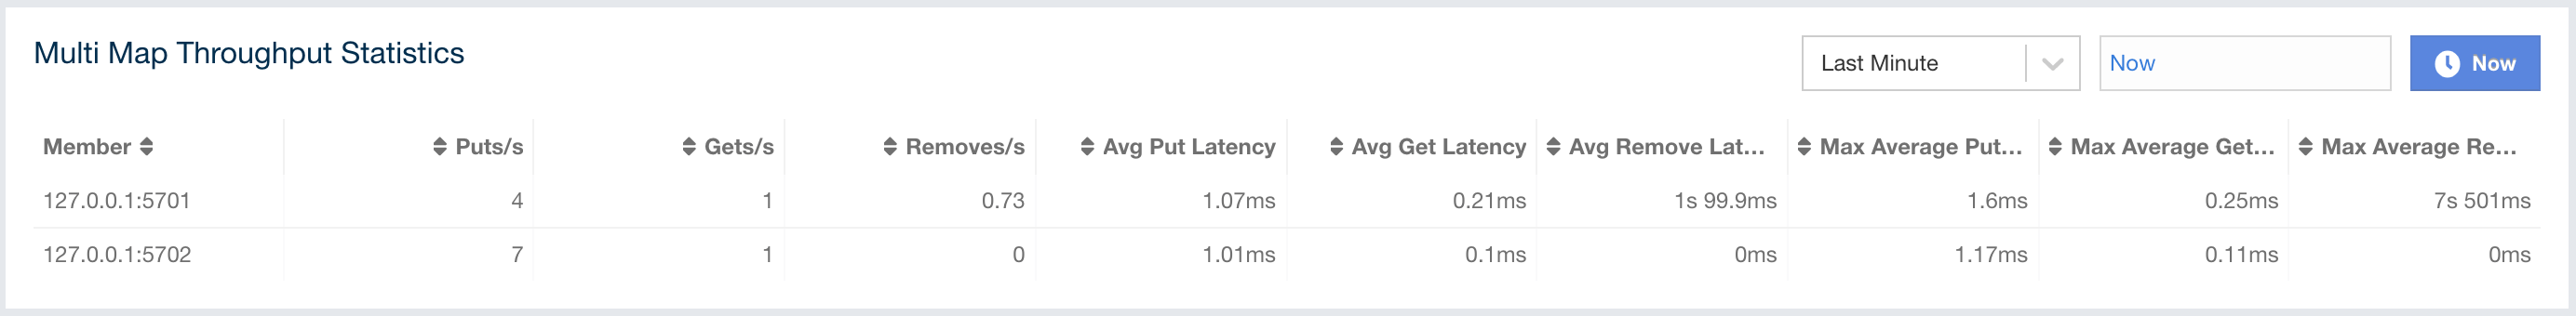 Multi Map Throughput Statistics
Last Minute Now Now
Member Puts/s Gets/s Removes/s Avg Put Latency Avg Get Latency Avg Remove Lat... Max Average Put... Max Average Get... Max Average Re...
127.0.0.1:5701 4 1 0.73 1.07ms 0.21ms 1s 99.9ms 1.6ms 0.25ms 7s 501ms
127.0.0.1:5702 7 1 0 1.01ms 0.1ms 0ms 1.17ms 0.11ms 0ms